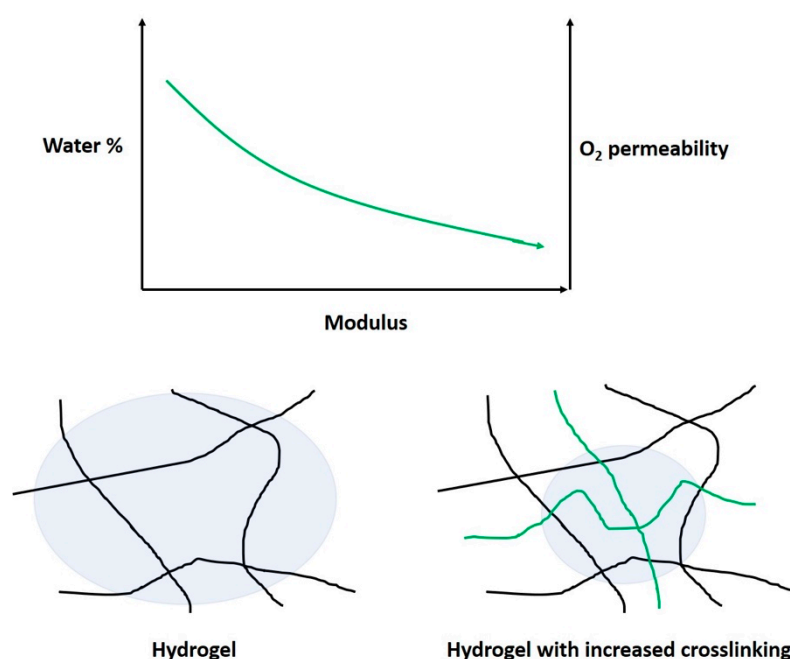 Water %
O₂ permeability
Modulus
Hydrogel
Hydrogel with increased crosslinking